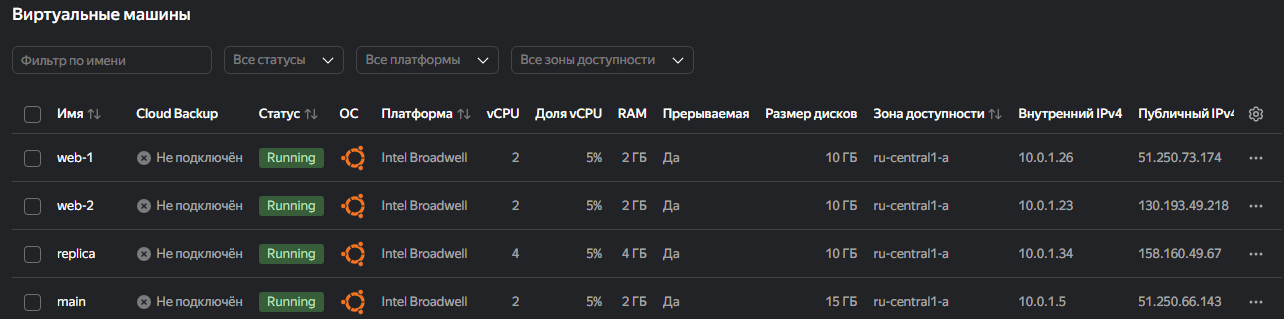 Виртуальные машины
Фильтр по имени Все статусы Все платформы Все зоны доступности
Имя Cloud Backup Статус ОС Платформа vCPU Доля vCPU RAM Прерываемая Размер дисков Зона доступности Внутренний IPv4 Публичный IPv4
web-1 Не подключён Running Intel Broadwell 2 5% 2 ГБ Да 10 ГБ ru-central1-a 10.0.1.26 51.250.73.174
web-2 Не подключён Running Intel Broadwell 2 5% 2 ГБ Да 10 ГБ ru-central1-a 10.0.1.23 130.193.49.218
replica Не подключён Running Intel Broadwell 4 5% 4 ГБ Да 10 ГБ ru-central1-a 10.0.1.34 158.160.49.67
main Не подключён Running Intel Broadwell 2 5% 2 ГБ Да 15 ГБ ru-central1-a 10.0.1.5 51.250.66.143